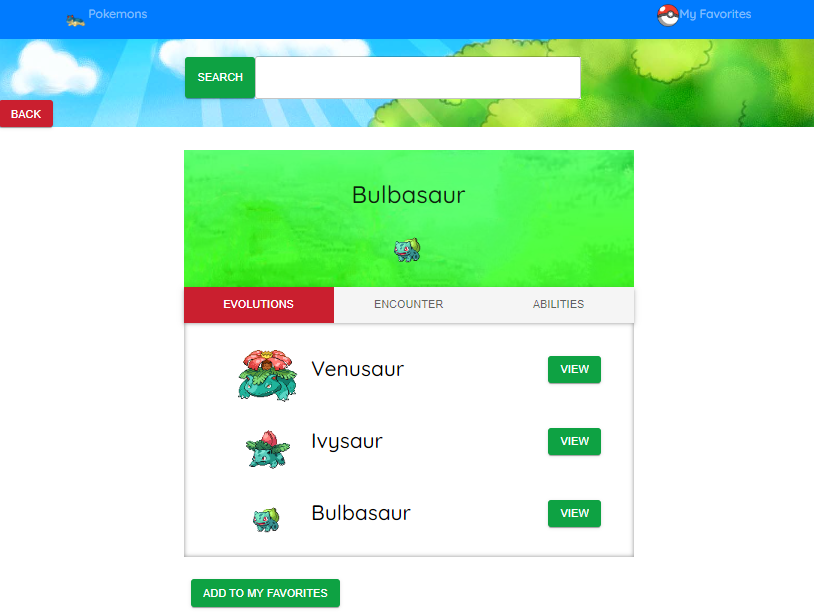 Pokemons
My Favorites
SEARCH
BACK
Bulbasaur
EVOLUTIONS
ENCOUNTER
ABILITIES
Venusaur
VIEW
Ivysaur
VIEW
Bulbasaur
VIEW
ADD TO MY FAVORITES